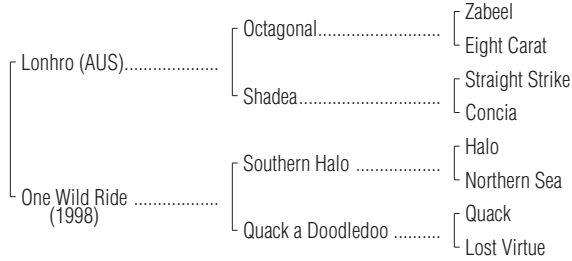 Zabeel
Octagonal
Eight Carat
Lonhro (AUS)
Straight Strike
Shadea
Concia
Halo
Southern Halo
Northern Sea
One Wild Ride
(1998)
Quack
Quack a Doodledoo
Lost Virtue